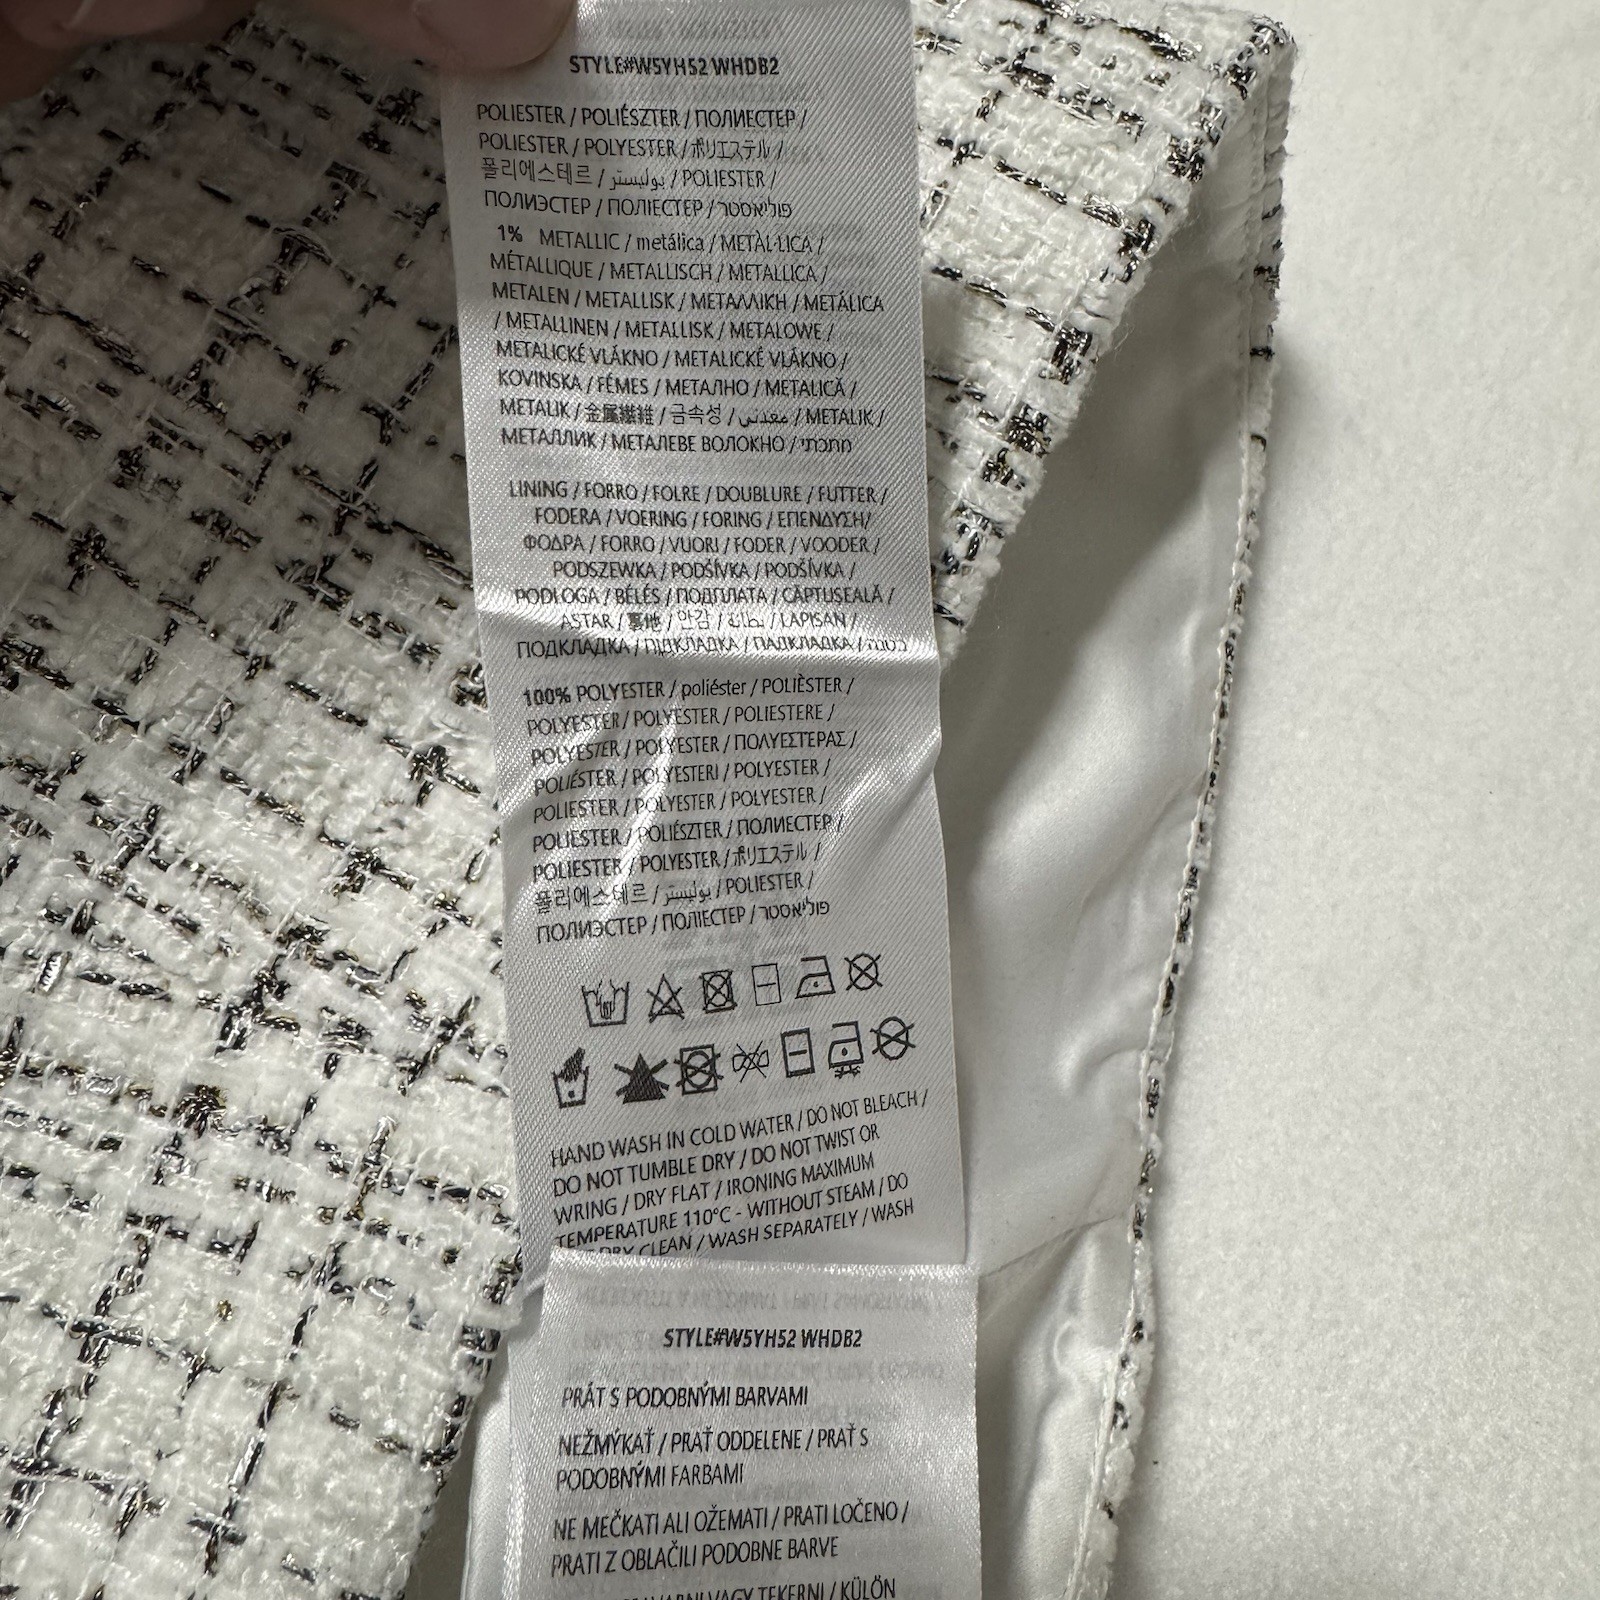 STYLE#W5YH52 WHDB2
POLIESTER / POLIÉSZTER / ПОЛИЕСТЕР /
POLIESTER / POLYESTER / ポリエステル /
폴리에스테르 / بوليستر / POLIESTER /
ПОЛИЭСТЕР / ПОЛІЕСТЕР / פוליאסטר
1% METALLIC / metálica / METÀL·LICA /
MÉTALLIQUE / METALLISCH / METALLICA /
METALEN / METALLISK / ΜΕΤΑΛΛΙΚΗ / METÁLICA
/ METALLINEN / METALLISK / METALOWE /
METALICKÉ VLÁKNO / METALICKÉ VLÁKNO /
KOVINSKA / FÉMES / МЕТАЛНО / METALICĂ /
METALIK / 金属繊維 / 금속성 / معدني / METALIK /
МЕТАЛЛИК / МЕТАЛЕВЕ ВОЛОКНО / מתכתי
LINING / FORRO / FOLRE / DOUBLURE / FUTTER /
FODERA / VOERING / FORING / ΕΠΕΝΔΥΣΗ/
ΦΟΔΡΑ / FORRO / VUORI / FODER / VOODER /
PODSZEWKA / PODŠÍVKA / PODŠÍVKA /
PODLOGA / BÉLÉS / ПОДПЛАТА / CĂPTUSEALĂ /
ASTAR / 裏地 / 안감 / بطانة / LAPISAN /
ПОДКЛАДКА / ПІДКЛАДКА / ПАДКЛАДКА /
100% POLYESTER / poliéster / POLIÈSTER /
POLYESTER / POLYESTER / POLIESTERE /
POLYESTER / POLYESTER / ΠΟΛΥΕΣΤΈΡΑΣ /
POLIÉSTER / POLYESTERI / POLYESTER /
POLIESTER / POLYESTER / POLYESTER /
POLIESTER / POLIÉSZTER / ПОЛИЕСТЕР /
POLIESTER / POLYESTER / ポリエステル /
폴리에스테르 / بوليستر / POLIESTER /
ПОЛИЭСТЕР / ПОЛІЕСТЕР / פוליאסטר
HAND WASH IN COLD WATER / DO NOT BLEACH /
DO NOT TUMBLE DRY / DO NOT TWIST OR
WRING / DRY FLAT / IRONING MAXIMUM
TEMPERATURE 110°C - WITHOUT STEAM / DO
DRY CLEAN / WASH SEPARATELY / WASH
STYLE#W5YH52 WHDB2
PRÁT S PODOBNÝMI BARVAMI
NEŽMÝKAŤ / PRAŤ ODDELENE / PRAŤ S
PODOBNÝMI FARBAMI
NE MEČKATI ALI OŽEMATI / PRATI LOČENO /
PRATI Z OBLAČILI PODOBNE BARVE
VAGY TEKERNI / KÜLÖN